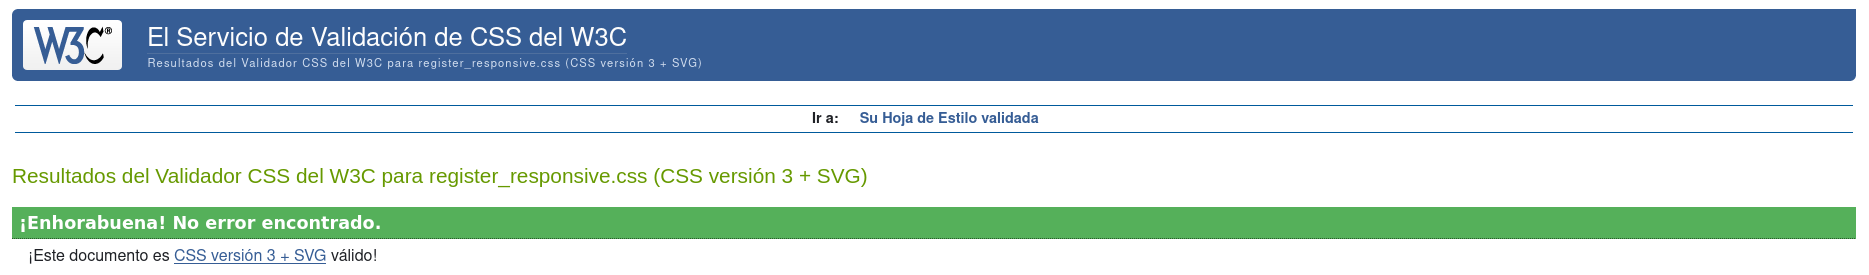 W3C®
El Servicio de Validación de CSS del W3C
Resultados del Validador CSS del W3C para register_responsive.css (CSS versión 3 + SVG)
Ir a: Su Hoja de Estilo validada
Resultados del Validador CSS del W3C para register_responsive.css (CSS versión 3 + SVG)
¡Enhorabuena! No error encontrado.
¡Este documento es CSS versión 3 + SVG válido!